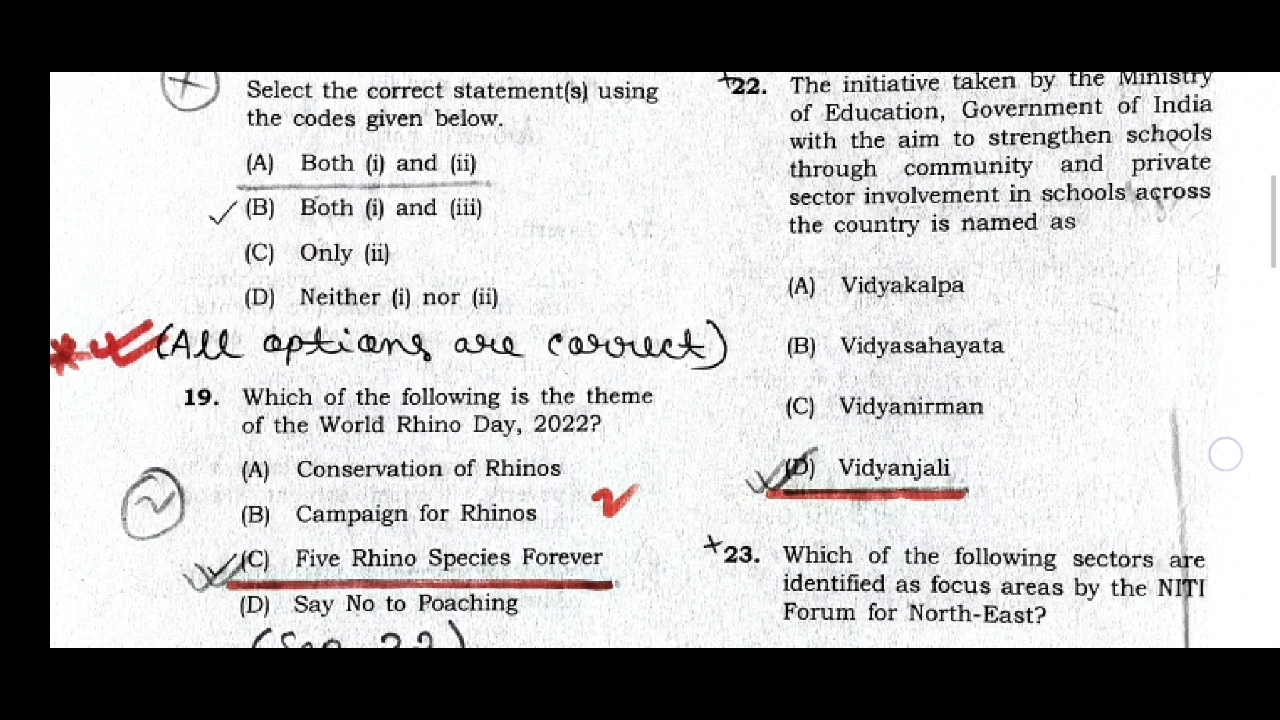 Select the correct statement(s) using
the codes given below.
(A) Both (i) and (ii)
(B) Both (i) and (iii)
(C) Only (ii)
(D) Neither (i) nor (ii)
(All options are correct)
19. Which of the following is the theme
of the World Rhino Day, 2022?
(A) Conservation of Rhinos
(B) Campaign for Rhinos
(C) Five Rhino Species Forever
(D) Say No to Poaching
22. The initiative taken by the Ministry
of Education, Government of India
with the aim to strengthen schools
through community and private
sector involvement in schools across
the country is named as
(A) Vidyakalpa
(B) Vidyasahayata
(C) Vidyanirman
(D) Vidyanjali
23. Which of the following sectors are
identified as focus areas by the NITI
Forum for North-East?